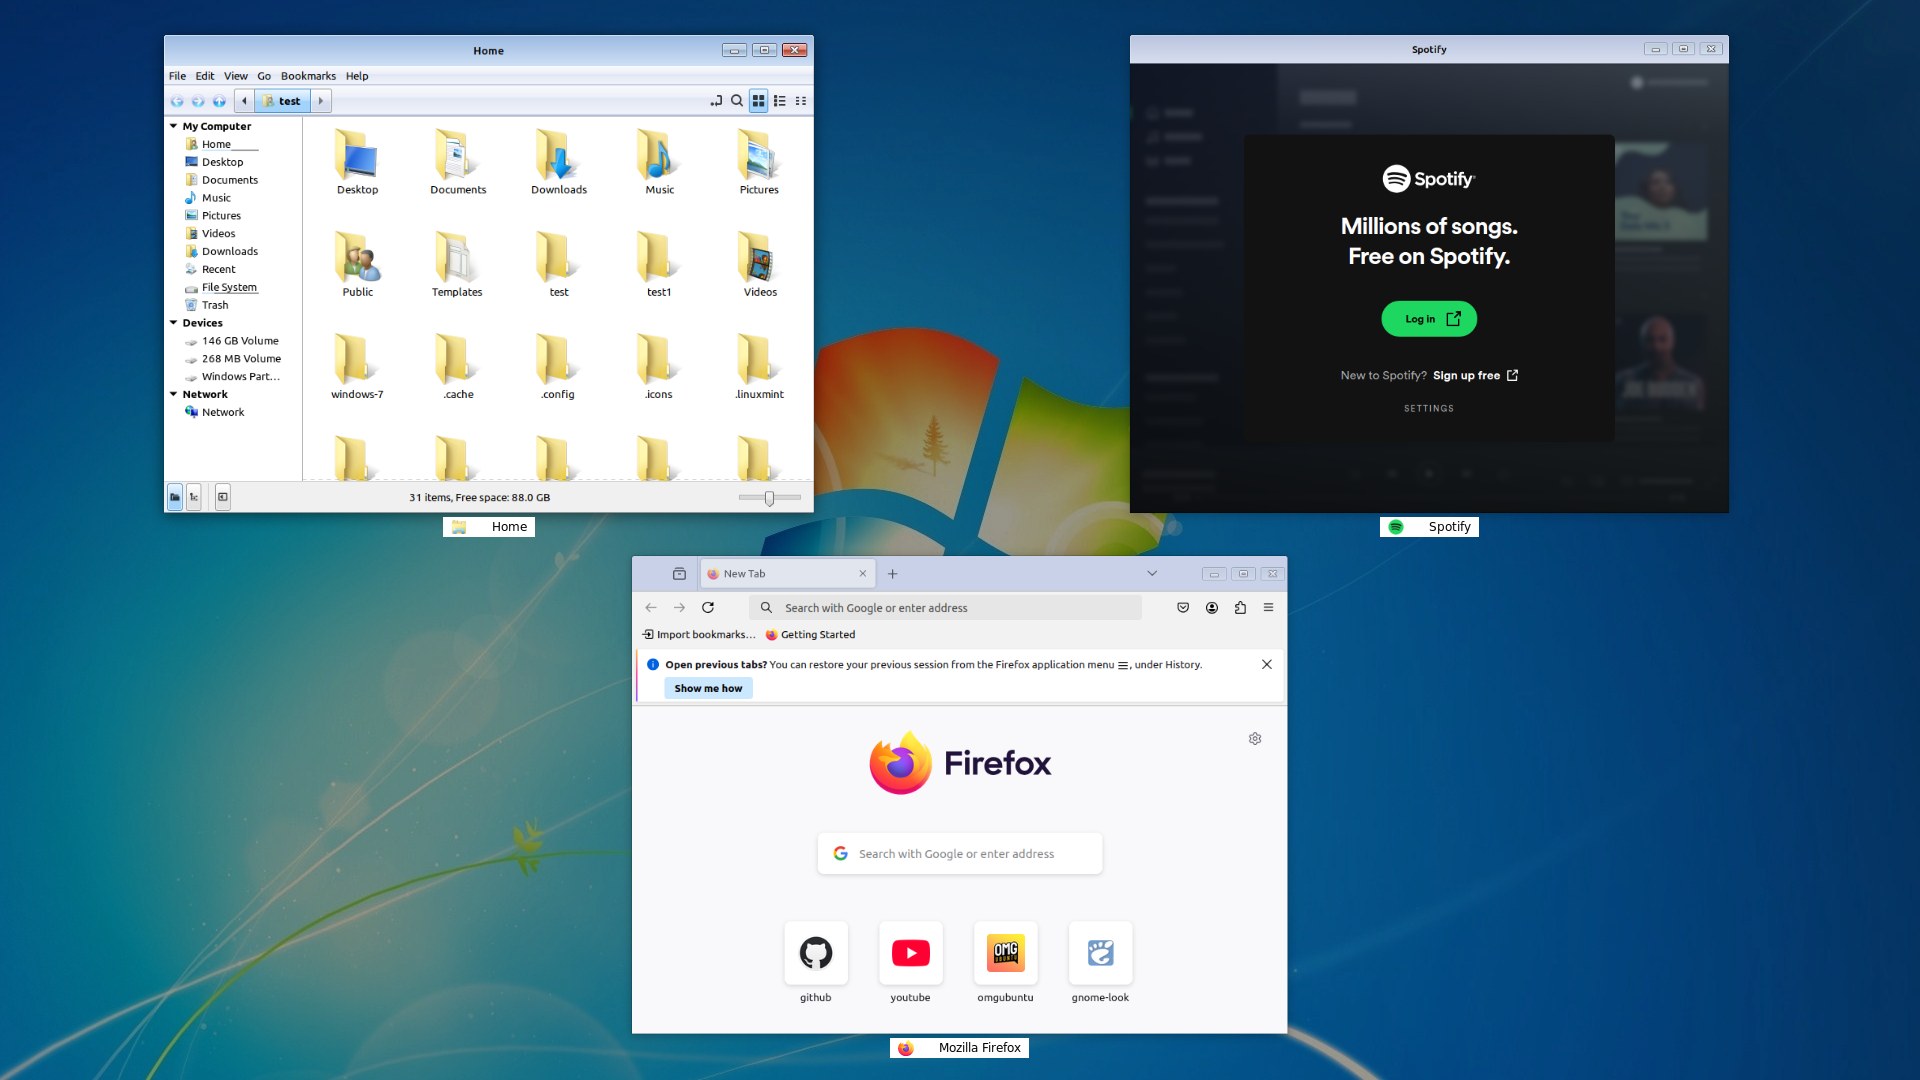 Home
File Edit View Go Bookmarks Help
test
My Computer
Home
Desktop
Documents
Music
Pictures
Videos
Downloads
Recent
File System
Trash
Devices
146 GB Volume
268 MB Volume
Windows Part...
Network
Network
Desktop Documents Downloads Music Pictures
Public Templates test test1 Videos
windows-7 .cache .config .icons .linuxmint
31 items, Free space: 88.0 GB
Home
Spotify
Spotify
Millions of songs.
Free on Spotify.
Log in
New to Spotify? Sign up free
SETTINGS
Spotify
New Tab
Search with Google or enter address
Import bookmarks... Getting Started
Open previous tabs? You can restore your previous session from the Firefox application menu , under History.
Show me how
Firefox
Search with Google or enter address
OMG
UBUNTU
github youtube omgubuntu gnome-look
Mozilla Firefox